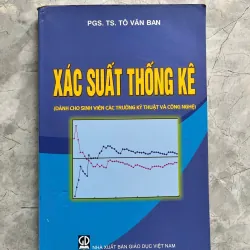 PGS. TS. TÔ VĂN BAN
XÁC SUẤT THỐNG KÊ
(DÀNH CHO SINH VIÊN CÁC TRƯỜNG KỸ THUẬT VÀ CÔNG NGHỆ)
NHÀ XUẤT BẢN GIÁO DỤC VIỆT NAM